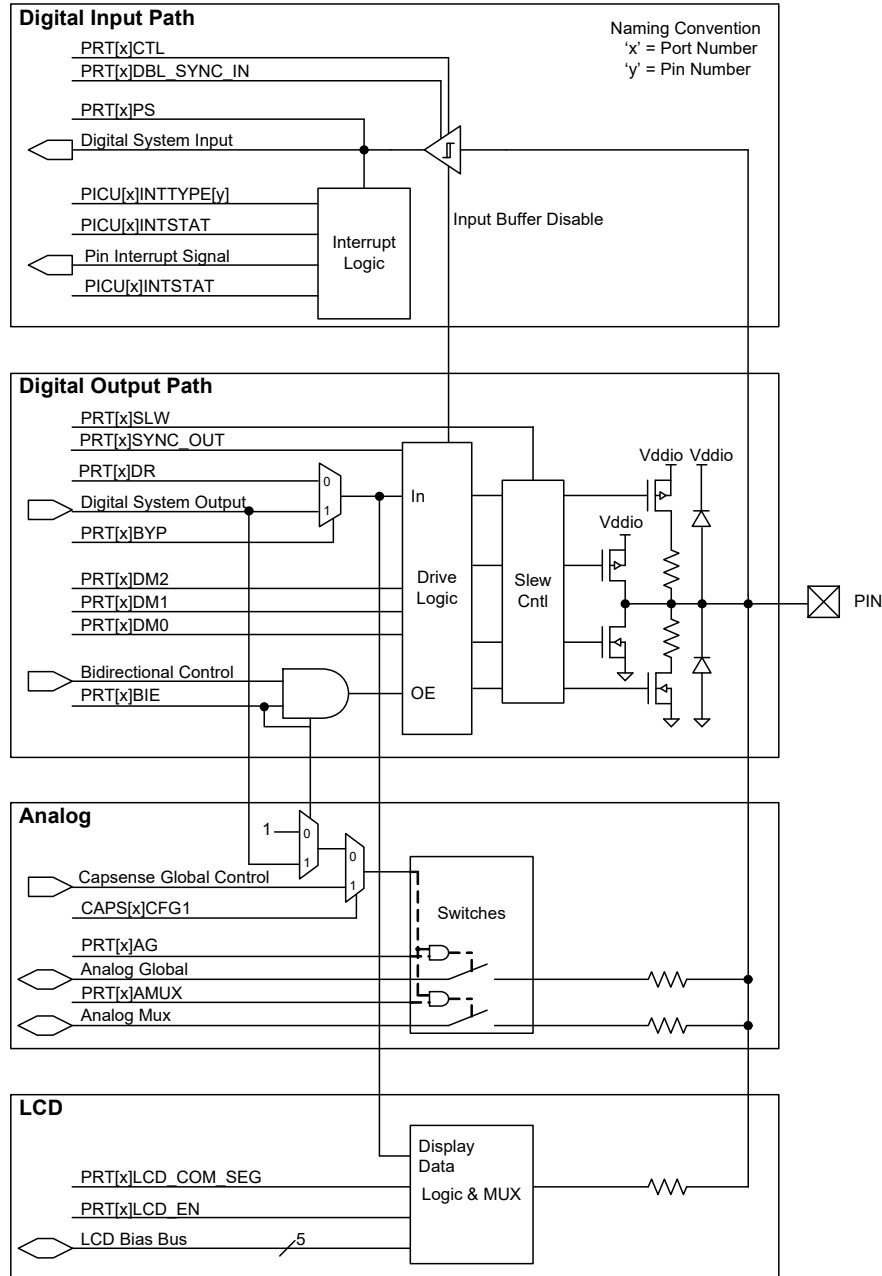 Digital Input Path
Naming Convention
‘x’ = Port Number
‘y’ = Pin Number
PRT[x]CTL
PRT[x]DBL_SYNC_IN
PRT[x]PS
Digital System Input
PICU[x]INTTYPE[y]
PICU[x]INTSTAT
Pin Interrupt Signal
PICU[x]INTSTAT
Interrupt
Logic
Input Buffer Disable
Digital Output Path
PRT[x]SLW
PRT[x]SYNC_OUT
PRT[x]DR
Digital System Output
PRT[x]BYP
0
1
PRT[x]DM2
PRT[x]DM1
PRT[x]DM0
Bidirectional Control
PRT[x]BIE
In
Drive
Logic
OE
Slew
Cntl
Vddio Vddio
Vddio
PIN
Analog
1
0
1
0
1
Capsense Global Control
CAPS[x]CFG1
Switches
PRT[x]AG
Analog Global
PRT[x]AMUX
Analog Mux
LCD
Display
Data
Logic & MUX
PRT[x]LCD_COM_SEG
PRT[x]LCD_EN
LCD Bias Bus
5